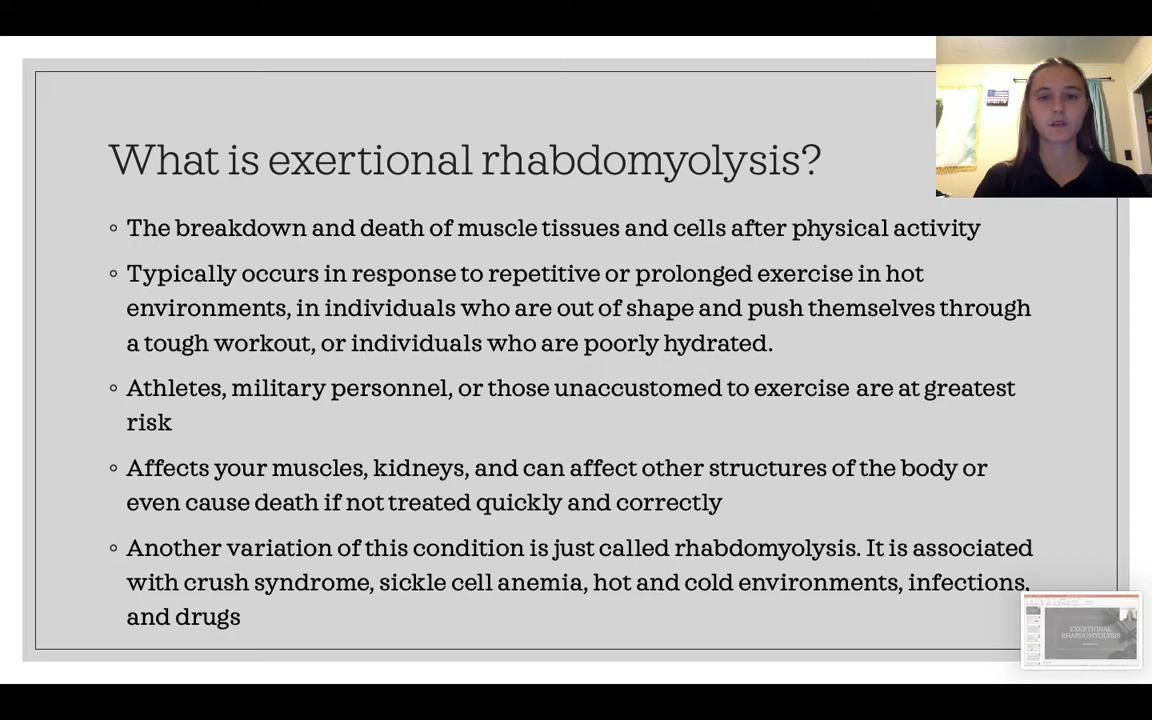 What is exertional rhabdomyolysis?
◦ The breakdown and death of muscle tissues and cells after physical activity
◦ Typically occurs in response to repetitive or prolonged exercise in hot
environments, in individuals who are out of shape and push themselves through
a tough workout, or individuals who are poorly hydrated.
◦ Athletes, military personnel, or those unaccustomed to exercise are at greatest
risk
◦ Affects your muscles, kidneys, and can affect other structures of the body or
even cause death if not treated quickly and correctly
◦ Another variation of this condition is just called rhabdomyolysis. It is associated
with crush syndrome, sickle cell anemia, hot and cold environments, infections,
and drugs
EXERTIONAL
RHABDOMYOLYSIS